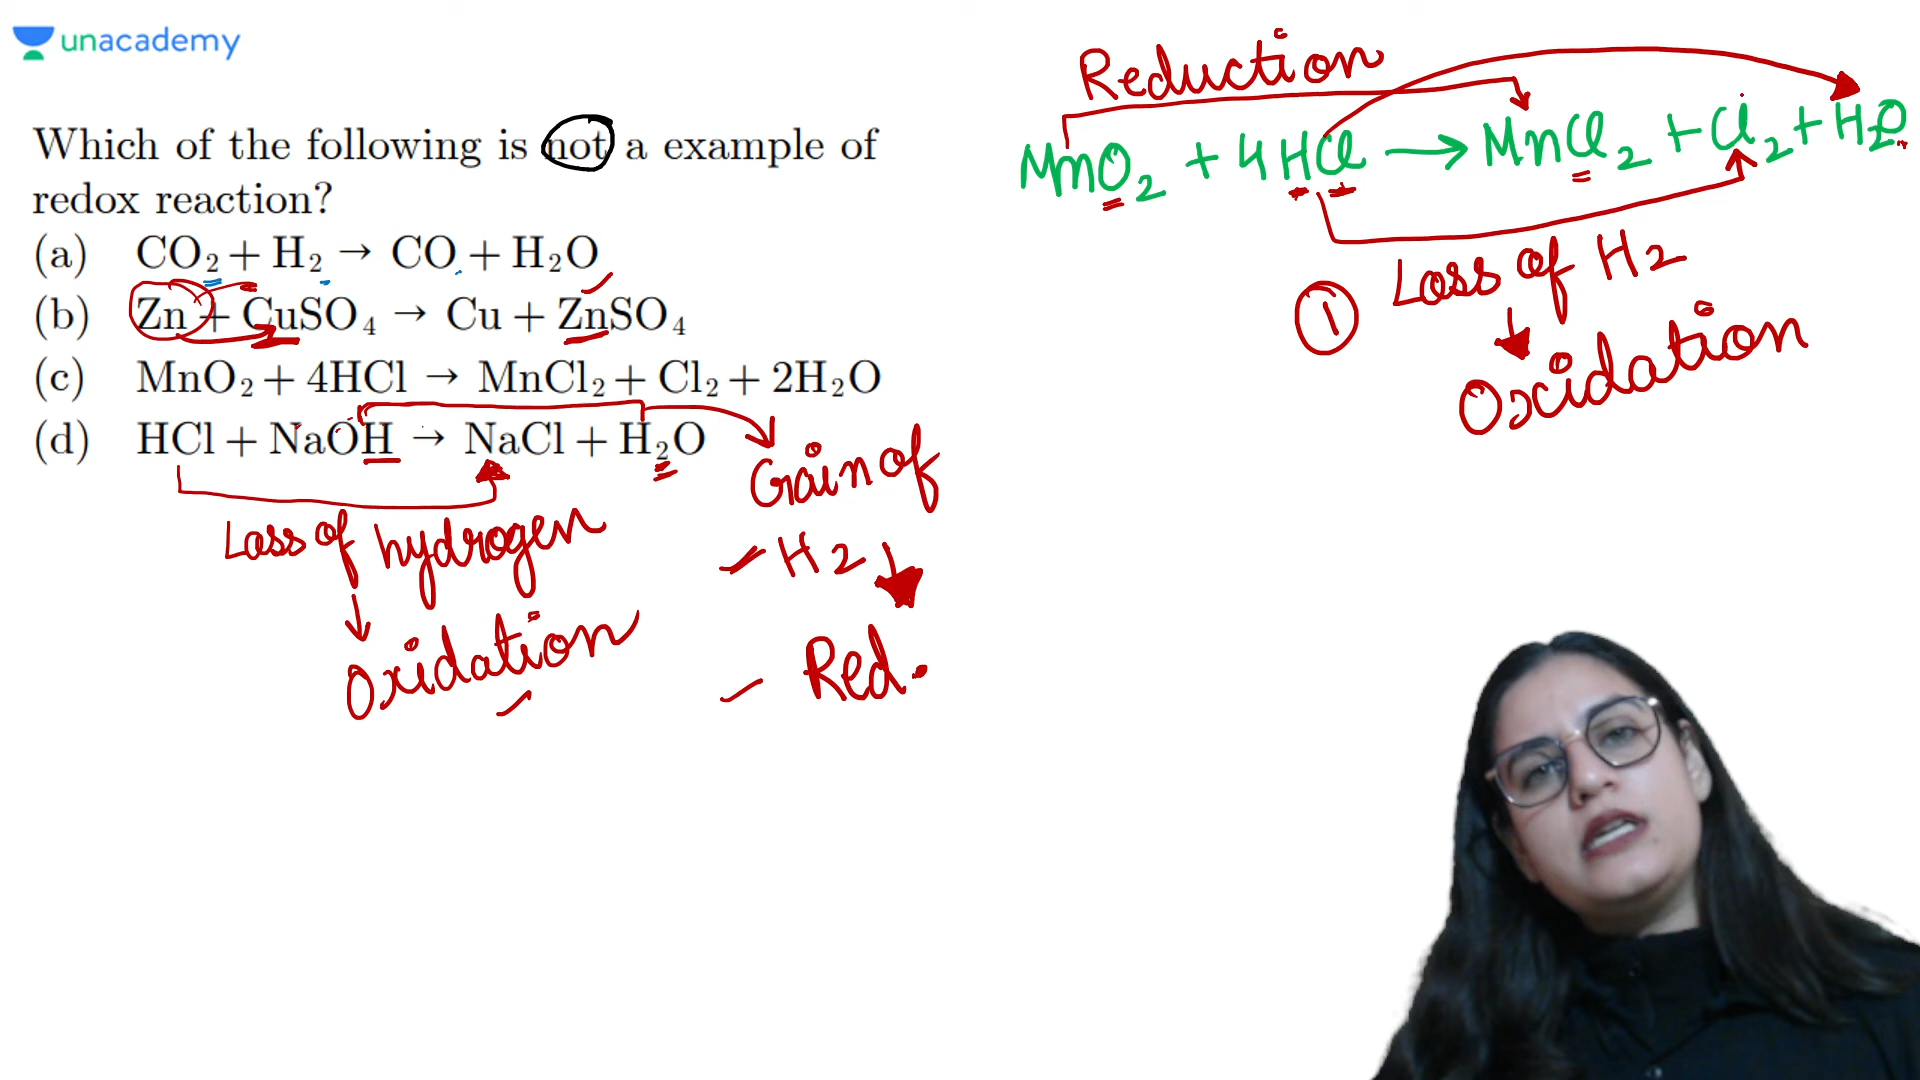 unacademy
Which of the following is not a example of
redox reaction?
(a) CO₂ + H₂ → CO + H₂O
(b) Zn + CuSO₄ → Cu + ZnSO₄
(c) MnO₂ + 4HCl → MnCl₂ + Cl₂ + 2H₂O
(d) HCl + NaOH → NaCl + H₂O
Loss of hydrogen
↓
Oxidation
Gain of
H2
Red.
Reduction
MnO₂ + 4HCl → MnCl₂ + Cl₂ + H₂O
① Loss of H2
Oxidation